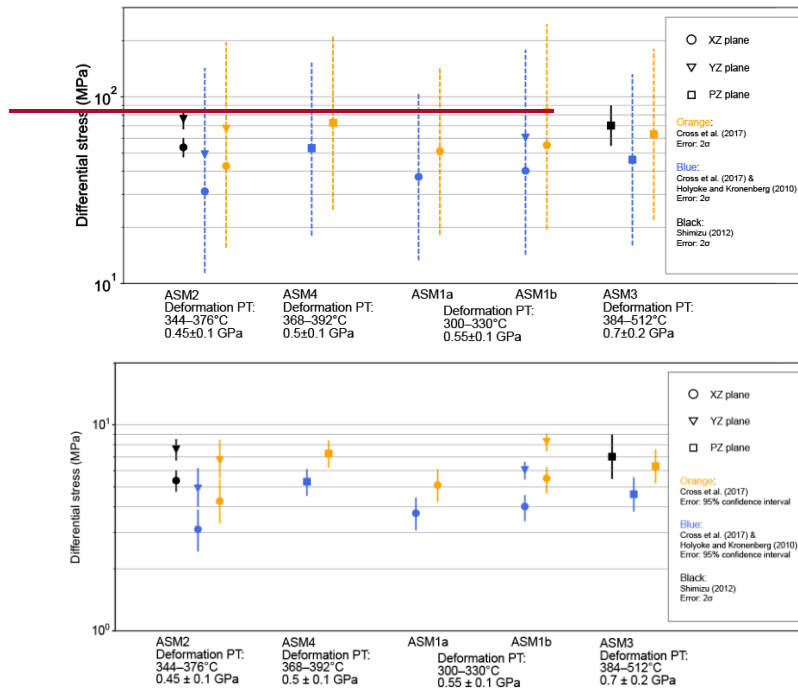 Differential stress (MPa)
10²
10¹
XZ plane
YZ plane
PZ plane
Orange:
Cross et al. (2017)
Error: 2σ
Blue:
Cross et al. (2017) &
Holyoke and Kronenberg (2010)
Error: 2σ
Black:
Shimizu (2012)
Error: 2σ
ASM2
Deformation PT:
344–376°C
0.45±0.1 GPa
ASM4
Deformation PT:
368–392°C
0.5±0.1 GPa
ASM1a
ASM1b
Deformation PT:
300–330°C
0.55±0.1 GPa
ASM3
Deformation PT:
384–512°C
0.7±0.2 GPa
Differential stress (MPa)
10¹
10⁰
XZ plane
YZ plane
PZ plane
Orange:
Cross et al. (2017)
Error: 95% confidence interval
Blue:
Cross et al. (2017) &
Holyoke and Kronenberg (2010)
Error: 95% confidence interval
Black:
Shimizu (2012)
Error: 2σ
ASM2
Deformation PT:
344–376°C
0.45 ± 0.1 GPa
ASM4
Deformation PT:
368–392°C
0.5 ± 0.1 GPa
ASM1a
ASM1b
Deformation PT:
300–330°C
0.55 ± 0.1 GPa
ASM3
Deformation PT:
384–512°C
0.7 ± 0.2 GPa